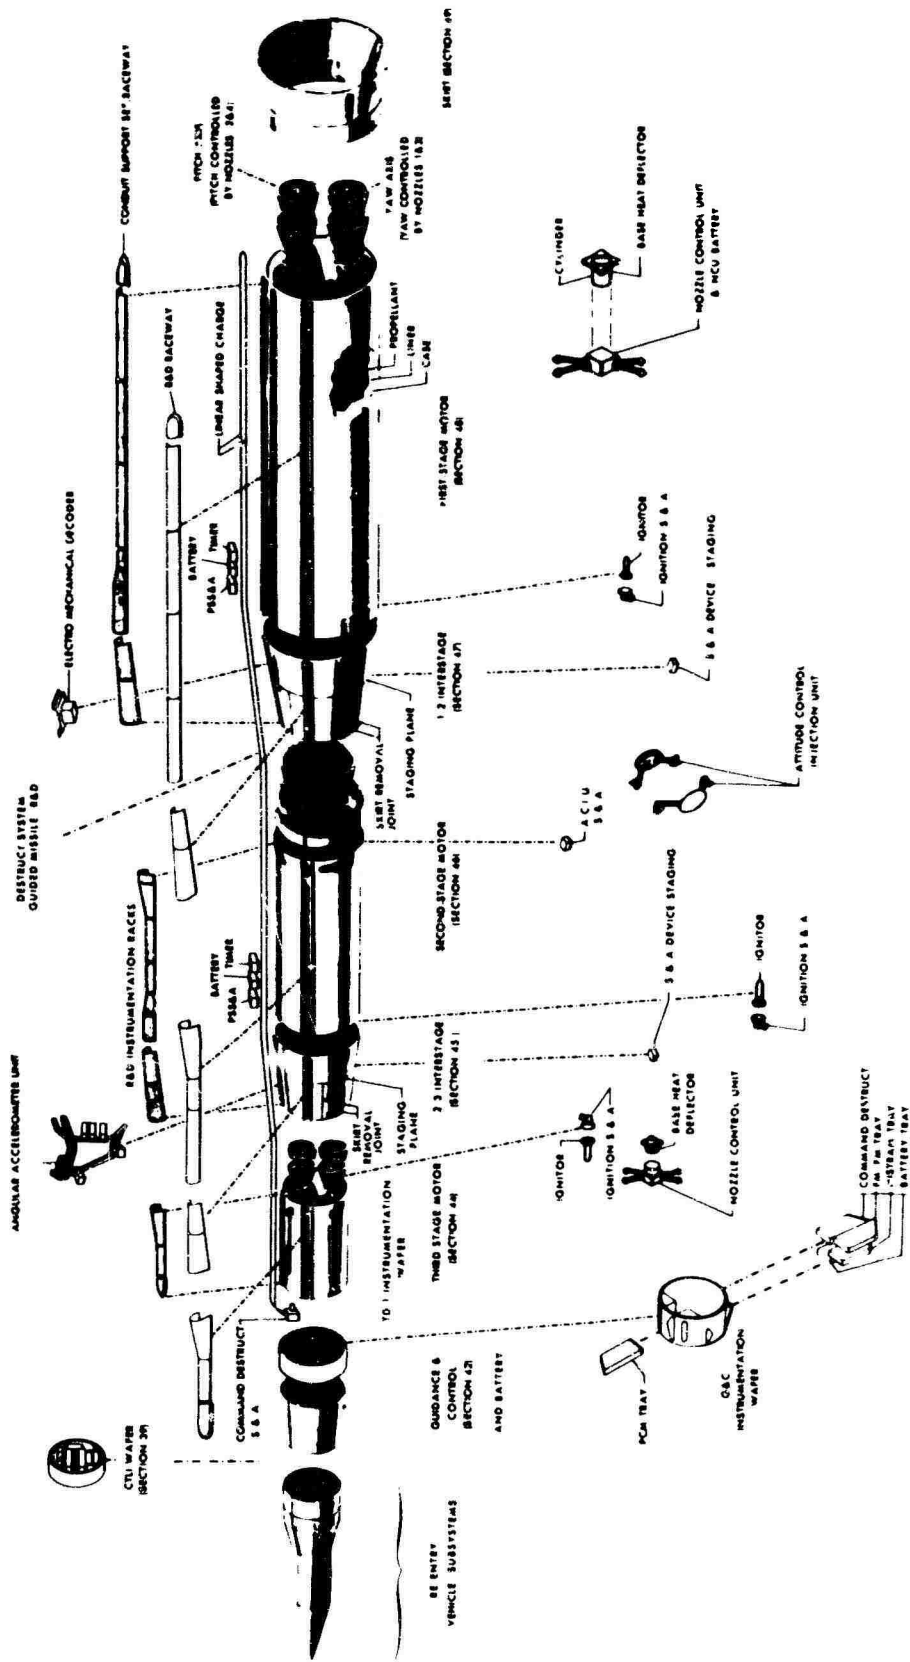 RE-ENTRY
VEHICLE SUBSYSTEMS
CTLI WAFER
(SECTION 39)
GUIDANCE &
CONTROL
(SECTION 42)
AND BATTERY
COMMAND DESTRUCT
S & A
PCM TRAY
G&C
INSTRUMENTATION
WAFER
COMMAND DESTRUCT
FM FM TRAY
TRAY
BATTERY TRAY
ANGULAR ACCELEROMETER UNIT
INSTRUMENTATION
WAFER
THIRD STAGE MOTOR
(SECTION 44)
IGNITOR
IGNITION S & A
BASE HEAT
DEFLECTOR
NOZZLE CONTROL UNIT
R&D INSTRUMENTATION RACKS
SKIRT
REMOVAL
JOINT
STAGING
PLANE
2 3 INTERSTAGE
(SECTION 45)
S & A DEVICE STAGING
IGNITOR
IGNITION S & A
PSS&A
BATTERY
TIMER
SECOND-STAGE MOTOR
(SECTION 46)
A C I U
S & A
ATTITUDE CONTROL
INJECTION UNIT
DESTRUCT SYSTEM
GUIDED MISSILE R&D
ELECTRO MECHANICAL DECODER
SKIRT REMOVAL
JOINT
STAGING PLANE
1 2 INTERSTAGE
(SECTION 47)
S & A DEVICE STAGING
IGNITOR
IGNITION S & A
PSS&A
BATTERY
TIMER
R&D RACEWAY
CONDUIT SUPPORT SET RACEWAY
LINEAR SHAPED CHARGE
FIRST STAGE MOTOR
(SECTION 48)
PROPELLANT
LINER
CASE
NOZZLE CONTROL UNIT
& NCU BATTERY
CYLINDER
BASE HEAT DEFLECTOR
PITCH
(PITCH CONTROLLED
BY NOZZLES 2&4)
YAW AXIS
(YAW CONTROLLED
BY NOZZLES 1&3)
SKIRT (SECTION 49)